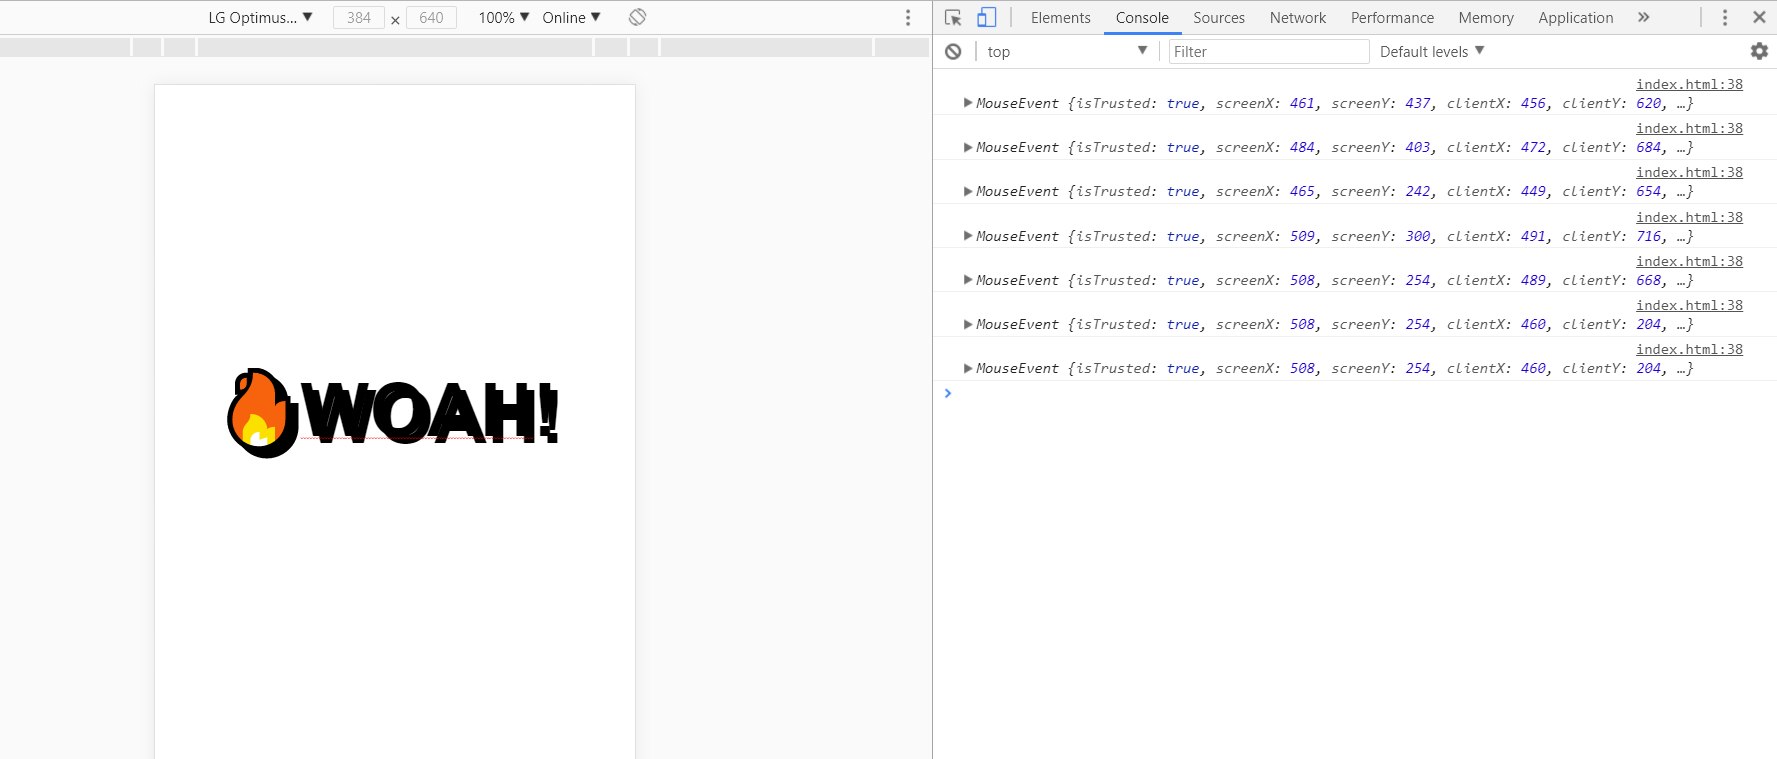 LG Optimus... ▼ 384 × 640 100% ▼ Online ▼
Elements Console Sources Network Performance Memory Application »
top ▼ Filter Default levels ▼
🔥WOAH!
index.html:38
▶MouseEvent {isTrusted: true, screenX: 461, screenY: 437, clientX: 456, clientY: 620, …}
index.html:38
▶MouseEvent {isTrusted: true, screenX: 484, screenY: 403, clientX: 472, clientY: 684, …}
index.html:38
▶MouseEvent {isTrusted: true, screenX: 465, screenY: 242, clientX: 449, clientY: 654, …}
index.html:38
▶MouseEvent {isTrusted: true, screenX: 509, screenY: 300, clientX: 491, clientY: 716, …}
index.html:38
▶MouseEvent {isTrusted: true, screenX: 508, screenY: 254, clientX: 489, clientY: 668, …}
index.html:38
▶MouseEvent {isTrusted: true, screenX: 508, screenY: 254, clientX: 460, clientY: 204, …}
index.html:38
▶MouseEvent {isTrusted: true, screenX: 508, screenY: 254, clientX: 460, clientY: 204, …}